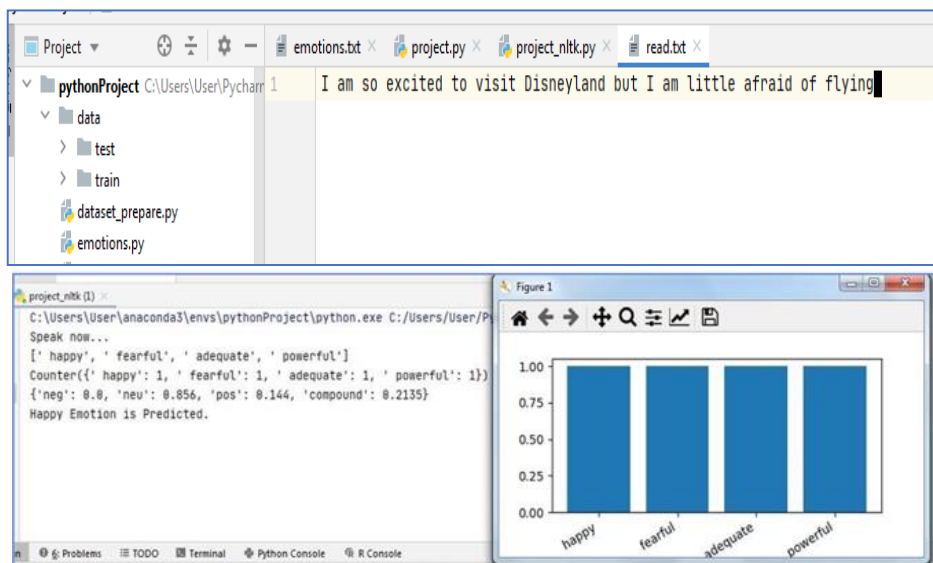 Project
emotions.txt
project.py
project_nltk.py
read.txt
pythonProject C:\Users\User\Pycharr
1
I am so excited to visit Disneyland but I am little afraid of flying
data
test
train
dataset_prepare.py
emotions.py
project_nltk (1)
C:\Users\User\anaconda3\envs\pythonProject\python.exe C:/Users/User/Py
Speak now...
[' happy', ' fearful', ' adequate', ' powerful']
Counter({' happy': 1, ' fearful': 1, ' adequate': 1, ' powerful': 1})
{'neg': 0.0, 'neu': 0.856, 'pos': 0.144, 'compound': 0.2135}
Happy Emotion is Predicted.
6: Problems
TODO
Terminal
Python Console
R Console
Figure 1
1.00
0.75
0.50
0.25
0.00
happy
fearful
adequate
powerful